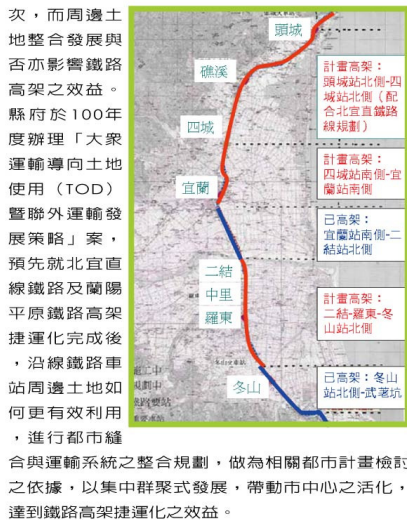 次，而周邊土
地整合發展與
否亦影響鐵路
高架之效益。
縣府於100年
度辦理「大眾
運輸導向土地
使用（TOD）
暨聯外運輸發
展策略」案，
預先就北宜直
線鐵路及蘭陽
平原鐵路高架
捷運化完成後
，沿線鐵路車
站周邊土地如
何更有效利用
，進行都市縫
合與運輸系統之整合規劃，做為相關都市計畫檢討
之依據，以集中群聚式發展，帶動市中心之活化，
達到鐵路高架捷運化之效益。
頭城
礁溪
四城
宜蘭
二結
中里
羅東
冬山
計畫高架：
頭城站北側-四
城站北側（配
合北宜直鐵路
線規劃）
計畫高架：
四城站南側-宜
蘭站南側
已高架：
宜蘭站南側-二
結站北側
計畫高架：
二結-羅東-冬
山站北側
已高架：冬山
站北側-武荖坑